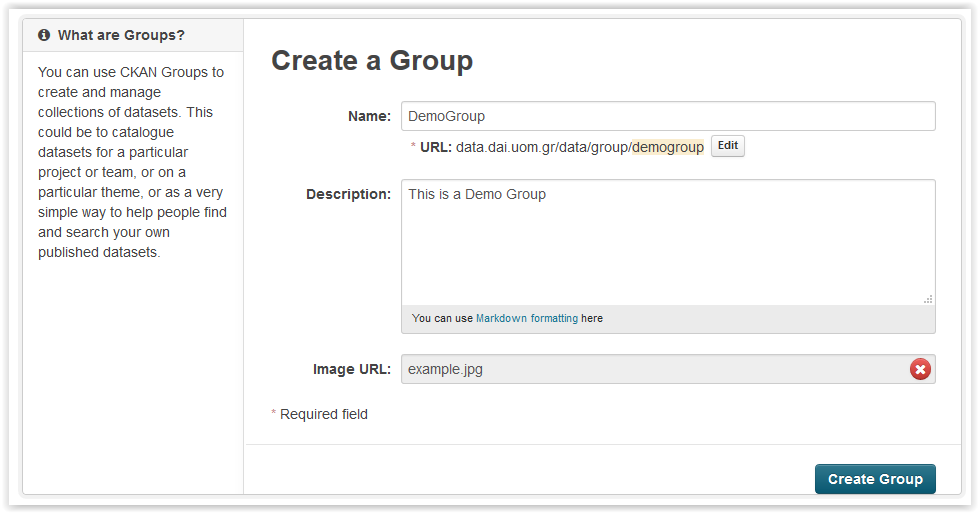 What are Groups?
You can use CKAN Groups to
create and manage
collections of datasets. This
could be to catalogue
datasets for a particular
project or team, or on a
particular theme, or as a very
simple way to help people find
and search your own
published datasets.
Create a Group
Name: DemoGroup
* URL: data.dai.uom.gr/data/group/demogroup Edit
Description: This is a Demo Group
You can use Markdown formatting here
Image URL: example.jpg
* Required field
Create Group